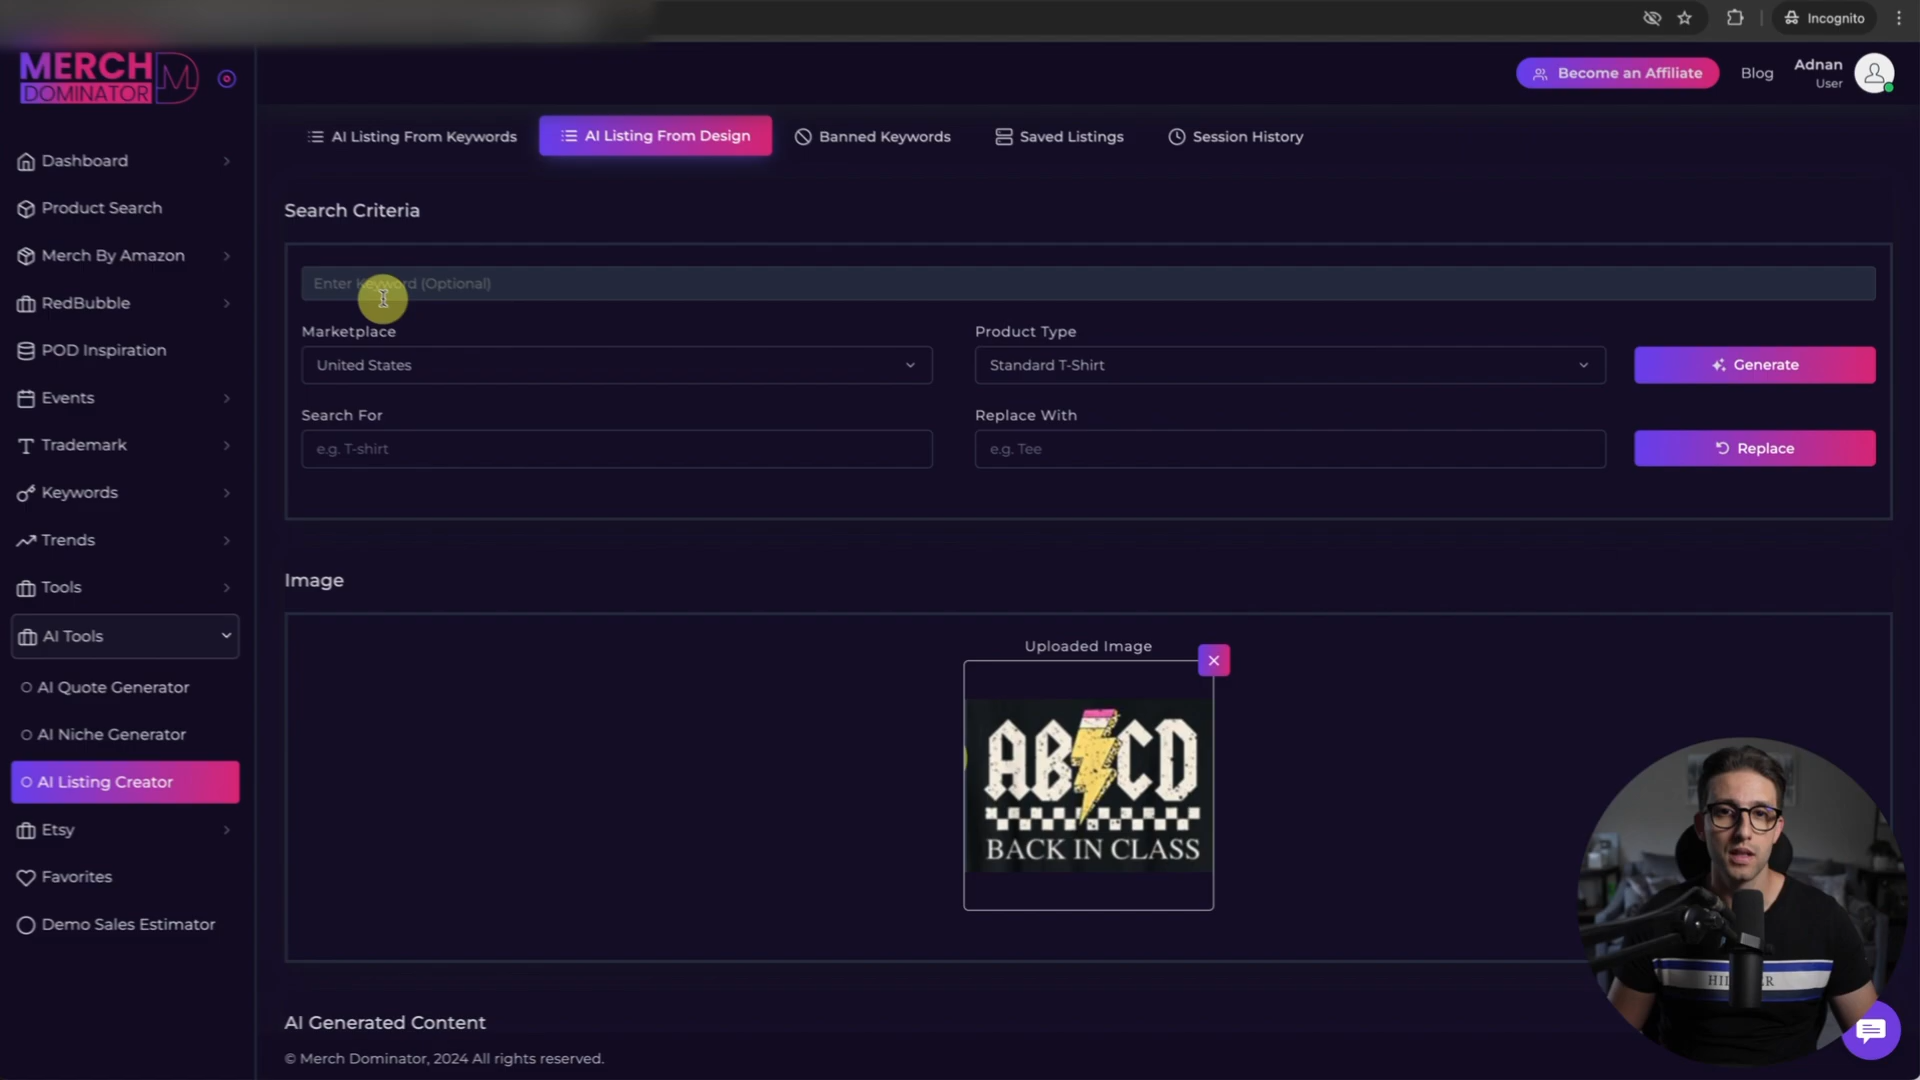 Incognito
MERCH
DOMINATOR
Become an Affiliate
Blog
Adnan
User
Dashboard
Product Search
Merch By Amazon
RedBubble
POD Inspiration
Events
Trademark
Keywords
Trends
Tools
AI Tools
AI Quote Generator
AI Niche Generator
AI Listing Creator
Etsy
Favorites
Demo Sales Estimator
AI Listing From Keywords
AI Listing From Design
Banned Keywords
Saved Listings
Session History
Search Criteria
Enter Keyword (Optional)
Marketplace
Product Type
United States
Standard T-Shirt
Generate
Search For
Replace With
e.g. T-shirt
e.g. Tee
Replace
Image
Uploaded Image
AB CD
BACK IN CLASS
AI Generated Content
© Merch Dominator, 2024 All rights reserved.